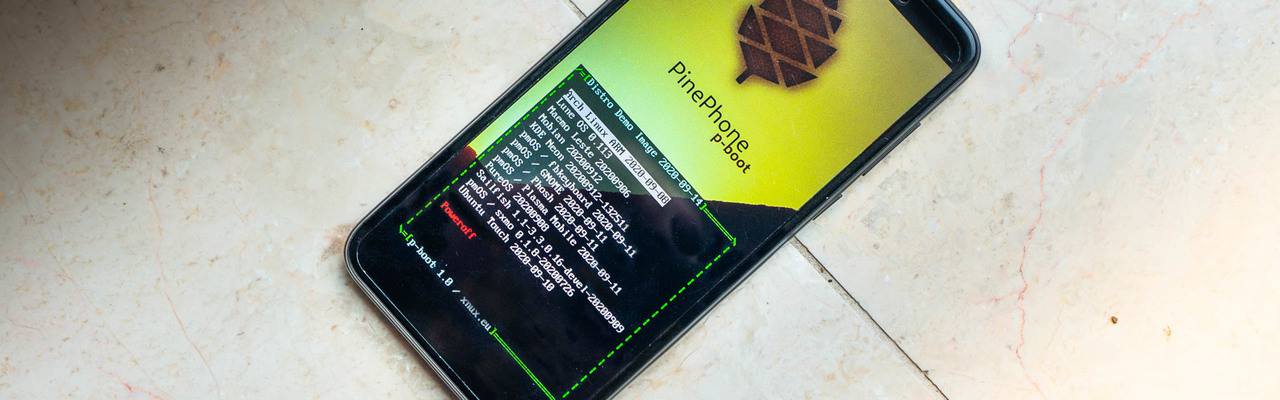 PinePhone
p-boot
/=[Distro Demo Image 2020-09-14]
Arch Linux ARM 2020-09-08
Lune OS 0.113
Maemo Leste 20200906
Mobian 20200912
KDE Neon 20200912-132511
pmOS / fbkeyboard 2020-09-11
pmOS / GNOME 2020-09-11
pmOS / Phosh 2020-09-11
pmOS / Plasma Mobile 2020-09-11
PureOS 20200908
Sailfish 1.1-3.3.0.16-devel-20200909
pmOS / sxmo 0.1.8-20200726
Ubuntu Touch 2020-09-10
Poweroff
\=[p-boot 1.0 / xnux.eu]